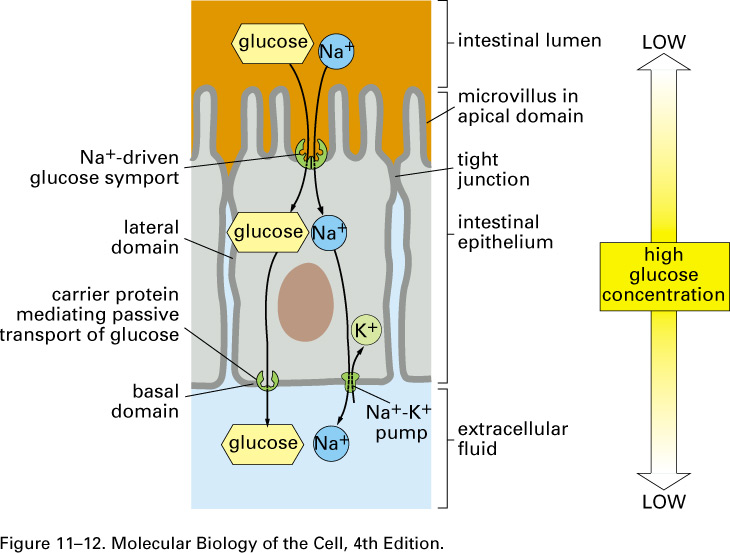 glucose
Na+
intestinal lumen
microvillus in
apical domain
Na+-driven
glucose symport
tight
junction
lateral
domain
glucose
Na+
intestinal
epithelium
carrier protein
mediating passive
transport of glucose
K+
basal
domain
Na+-K+
pump
glucose
Na+
extracellular
fluid
LOW
high
glucose
concentration
LOW
Figure 11–12. Molecular Biology of the Cell, 4th Edition.